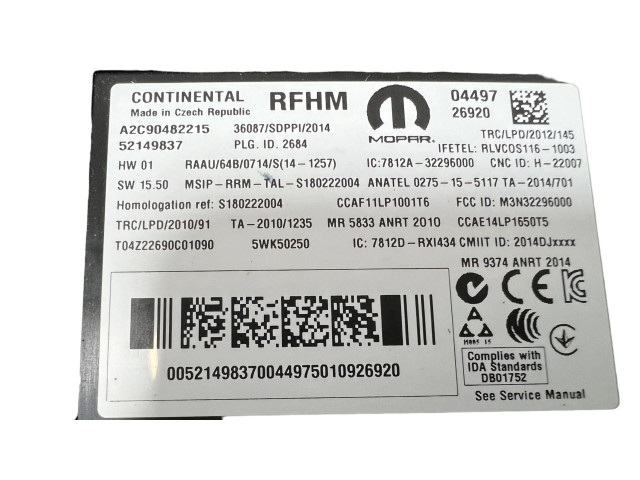 CONTINENTAL RFHM 04497
Made in Czech Republic MOPAR. 26920
A2C90482215 36087/SDPPI/2014 TRC/LPD/2012/145
52149837 PLG. ID. 2684 IFETEL: RLVCOS116-1003
HW 01 RAAU/64B/0714/S(14-1257) IC:7812A-32296000 CNC ID: H-22007
SW 15.50 MSIP-RRM-TAL-S180222004 ANATEL 0275-15-5117 TA-2014/701
Homologation ref: S180222004 CCAF11LP1001T6 FCC ID: M3N32296000
TRC/LPD/2010/91 TA-2010/1235 MR 5833 ANRT 2010 CCAE14LP1650T5
T04Z22690C01090 5WK50250 IC: 7812D-RXI434 CMIIT ID: 2014DJxxxx
MR 9374 ANRT 2014
CE
00521498370044975010926920
Complies with
IDA Standards
DB01752
See Service Manual